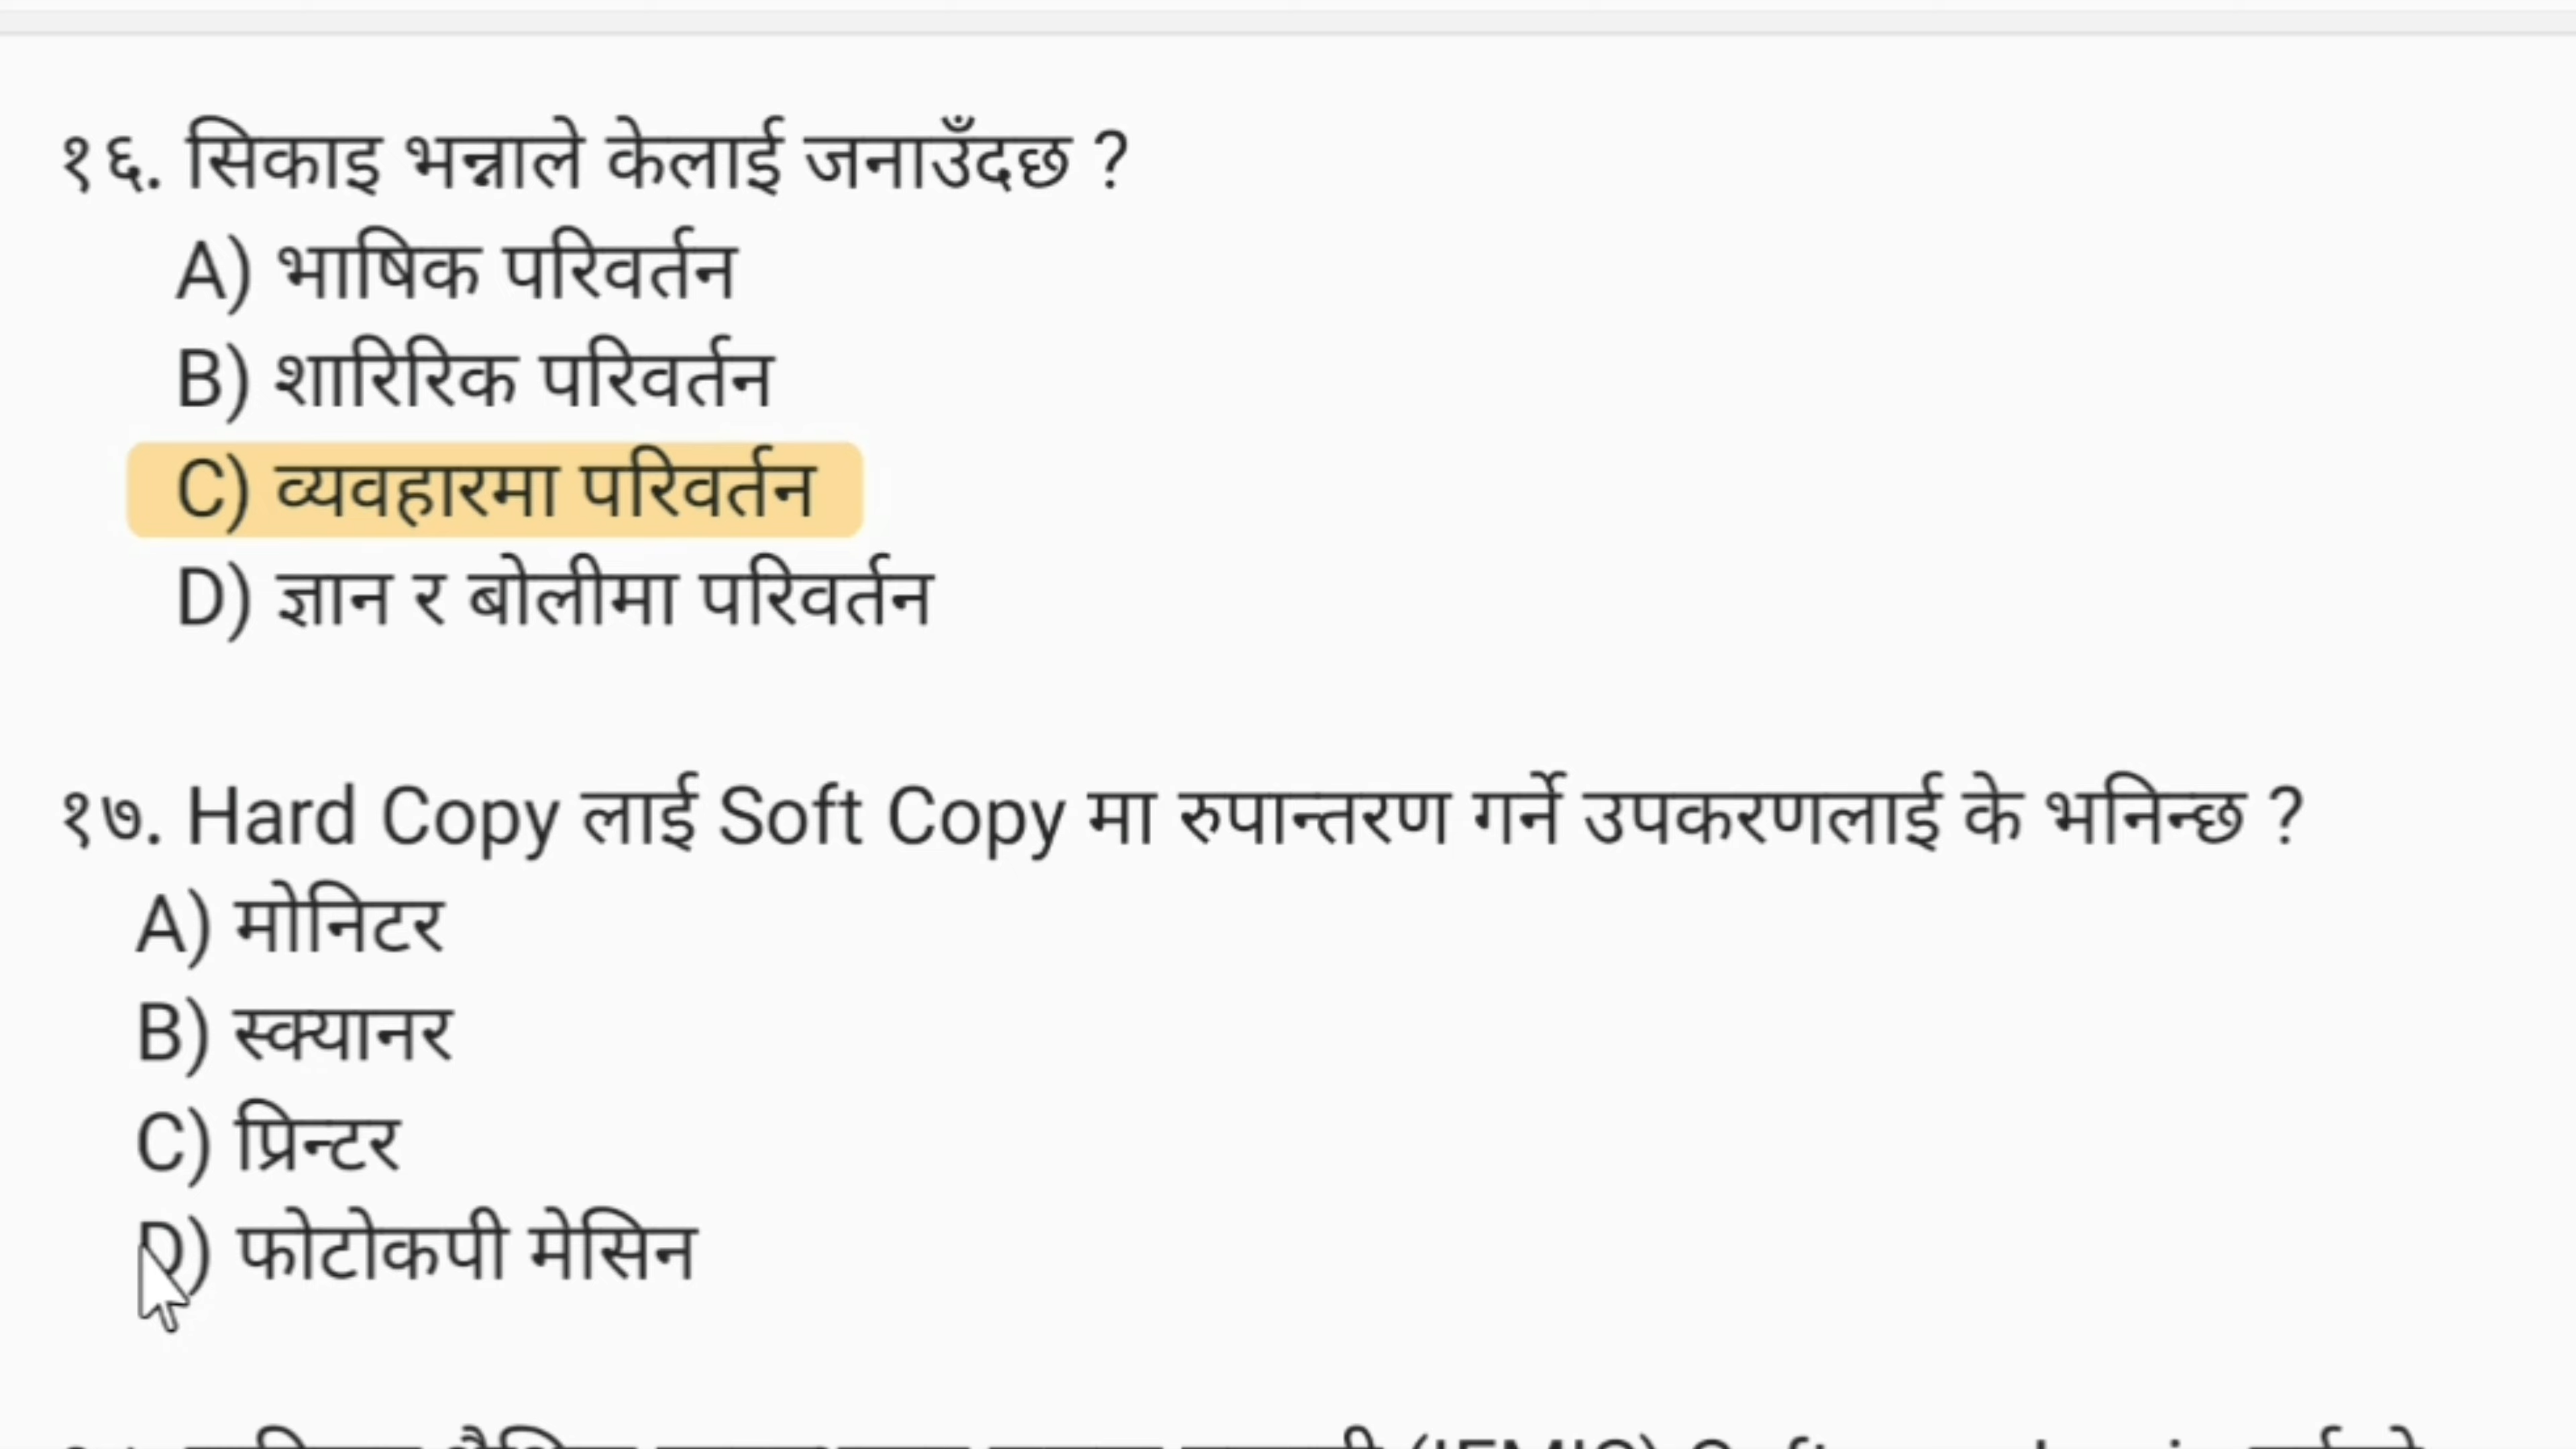 १६. सिकाइ भन्नाले केलाई जनाउँदछ ?
A) भाषिक परिवर्तन
B) शारिरिक परिवर्तन
C) व्यवहारमा परिवर्तन
D) ज्ञान र बोलीमा परिवर्तन
१७. Hard Copy लाई Soft Copy मा रुपान्तरण गर्ने उपकरणलाई के भनिन्छ ?
A) मोनिटर
B) स्क्यानर
C) प्रिन्टर
D) फोटोकपी मेसिन